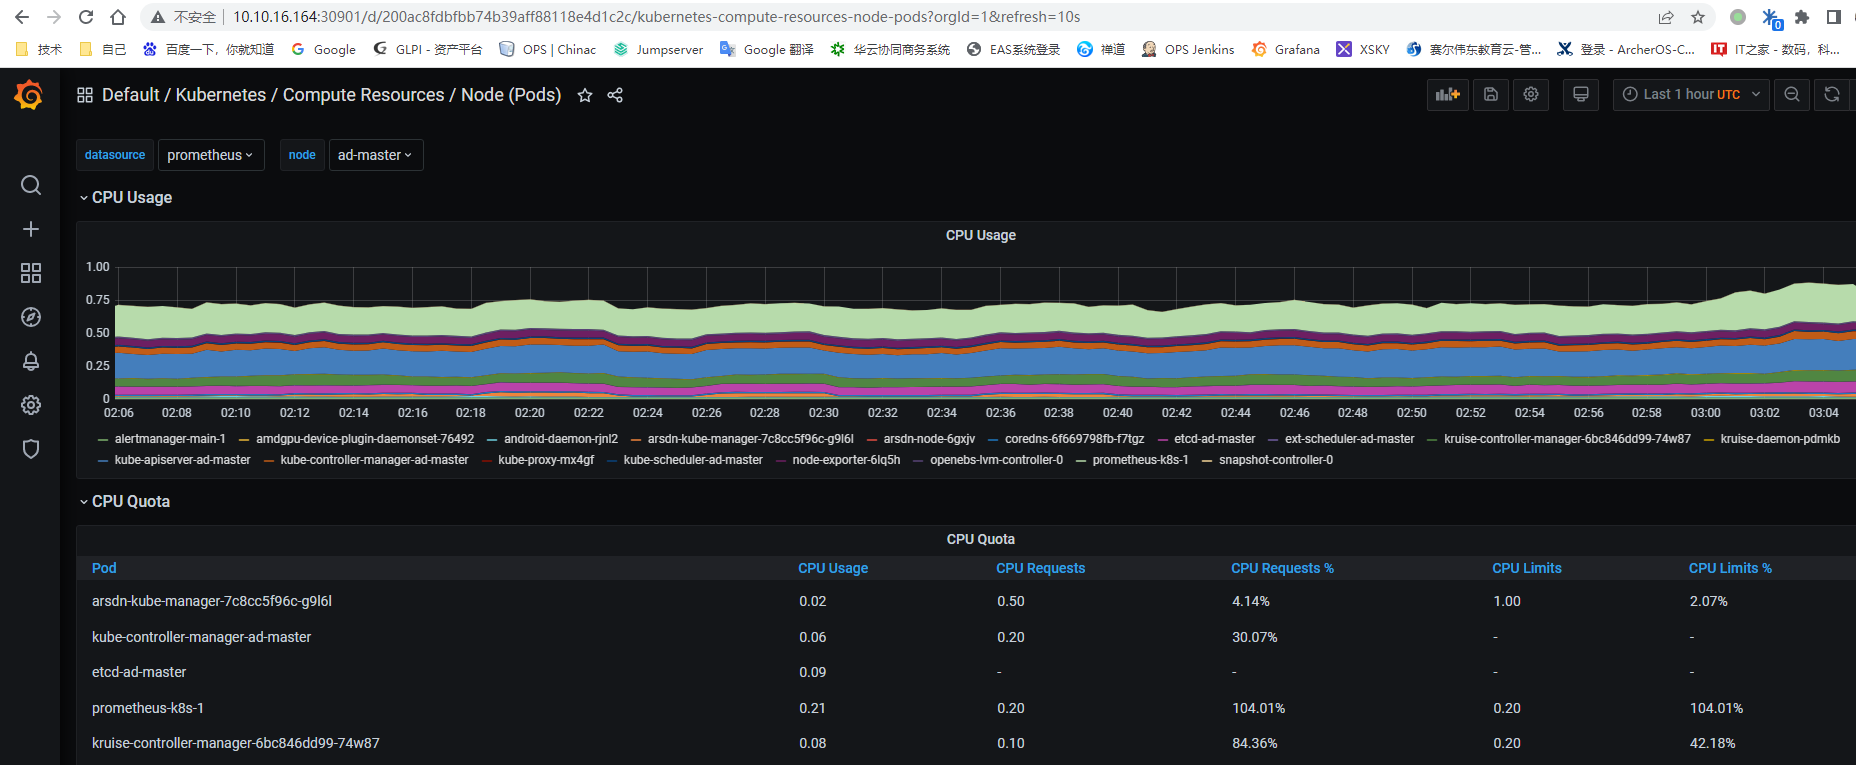 不安全 10.10.16.164:30901/d/200ac8fdbfbb74b39aff88118e4d1c2c/kubernetes-compute-resources-node-pods?orgId=1&refresh=10s
0
技术 自己 百度一下，你就知道 Google GLPI - 资产平台 OPS | Chinac Jumpserver Google 翻译 华云协同商务系统 EAS系统登录 禅道 OPS Jenkins Grafana XSKY 赛尔伟东教育云-管... 登录 - ArcherOS-C... IT之家 - 数码，科...
Default / Kubernetes / Compute Resources / Node (Pods) Last 1 hour UTC
datasource prometheus node ad-master
CPU Usage
CPU Usage
1.00
0.75
0.50
0.25
0
02:06 02:08 02:10 02:12 02:14 02:16 02:18 02:20 02:22 02:24 02:26 02:28 02:30 02:32 02:34 02:36 02:38 02:40 02:42 02:44 02:46 02:48 02:50 02:52 02:54 02:56 02:58 03:00 03:02 03:04
alertmanager-main-1 amdgpu-device-plugin-daemonset-76492 android-daemon-rjnl2 arsdn-kube-manager-7c8cc5f96c-g9l6l arsdn-node-6gxjv coredns-6f669798fb-f7tgz etcd-ad-master ext-scheduler-ad-master kruise-controller-manager-6bc846dd99-74w87 kruise-daemon-pdmkb
kube-apiserver-ad-master kube-controller-manager-ad-master kube-proxy-mx4gf kube-scheduler-ad-master node-exporter-6lq5h openebs-lvm-controller-0 prometheus-k8s-1 snapshot-controller-0
CPU Quota
CPU Quota
Pod CPU Usage CPU Requests CPU Requests % CPU Limits CPU Limits %
arsdn-kube-manager-7c8cc5f96c-g9l6l 0.02 0.50 4.14% 1.00 2.07%
kube-controller-manager-ad-master 0.06 0.20 30.07% - -
etcd-ad-master 0.09 - - - -
prometheus-k8s-1 0.21 0.20 104.01% 0.20 104.01%
kruise-controller-manager-6bc846dd99-74w87 0.08 0.10 84.36% 0.20 42.18%